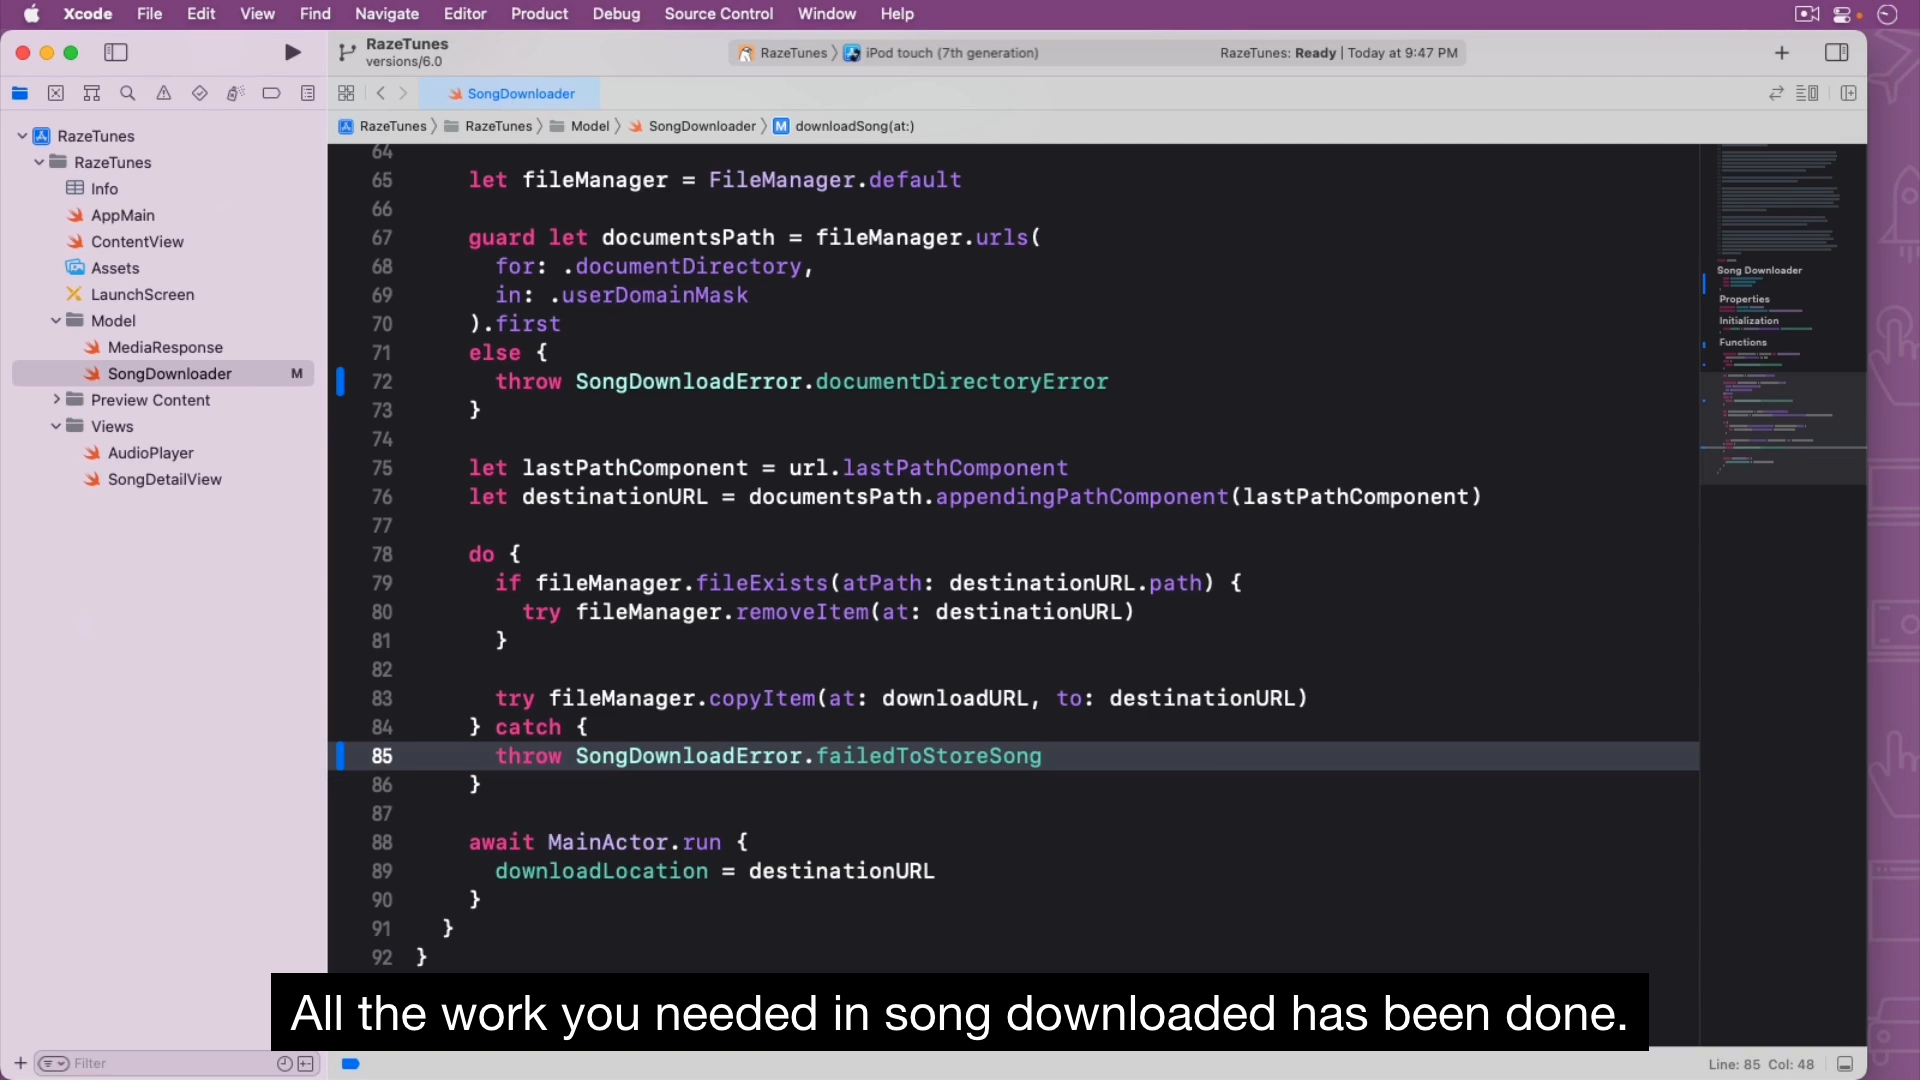 Xcode File Edit View Find Navigate Editor Product Debug Source Control Window Help
RazeTunes
versions/6.0
RazeTunes iPod touch (7th generation) RazeTunes: Ready | Today at 9:47 PM
SongDownloader
RazeTunes RazeTunes Model SongDownloader M downloadSong(at:)
RazeTunes
RazeTunes
Info
AppMain
ContentView
Assets
LaunchScreen
Model
MediaResponse
SongDownloader M
Preview Content
Views
AudioPlayer
SongDetailView
64
65 let fileManager = FileManager.default
66
67 guard let documentsPath = fileManager.urls(
68 for: .documentDirectory,
69 in: .userDomainMask
70 ).first
71 else {
72 throw SongDownloadError.documentDirectoryError
73 }
74
75 let lastPathComponent = url.lastPathComponent
76 let destinationURL = documentsPath.appendingPathComponent(lastPathComponent)
77
78 do {
79 if fileManager.fileExists(atPath: destinationURL.path) {
80 try fileManager.removeItem(at: destinationURL)
81 }
82
83 try fileManager.copyItem(at: downloadURL, to: destinationURL)
84 } catch {
85 throw SongDownloadError.failedToStoreSong
86 }
87
88 await MainActor.run {
89 downloadLocation = destinationURL
90 }
91 }
92 }
Song Downloader
Properties
Initialization
Functions
All the work you needed in song downloaded has been done.
Filter
Line: 85 Col: 48